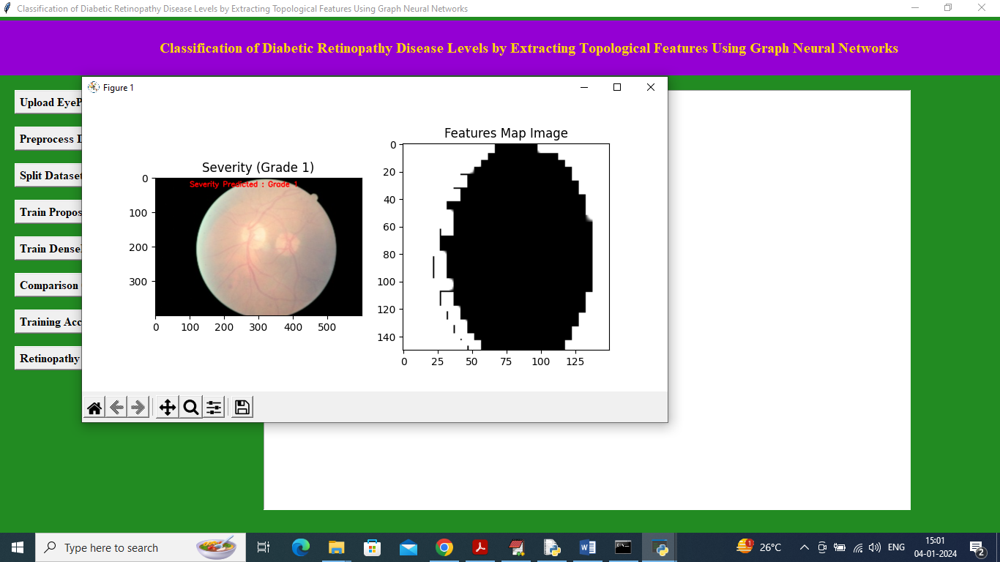 Classification of Diabetic Retinopathy Disease Levels by Extracting Topological Features Using Graph Neural Networks
Classification of Diabetic Retinopathy Disease Levels by Extracting Topological Features Using Graph Neural Networks
Figure 1
Upload EyeP
Preprocess D
Split Dataset
Train Propos
Train Dense
Comparison
Training Acc
Retinopathy
Severity (Grade 1)
Severity Predicted : Grade 1
0
100
200
300
0 100 200 300 400 500
Features Map Image
0
20
40
60
80
100
120
140
0 25 50 75 100 125
Type here to search
1
26°C
ENG
15:01
04-01-2024
2